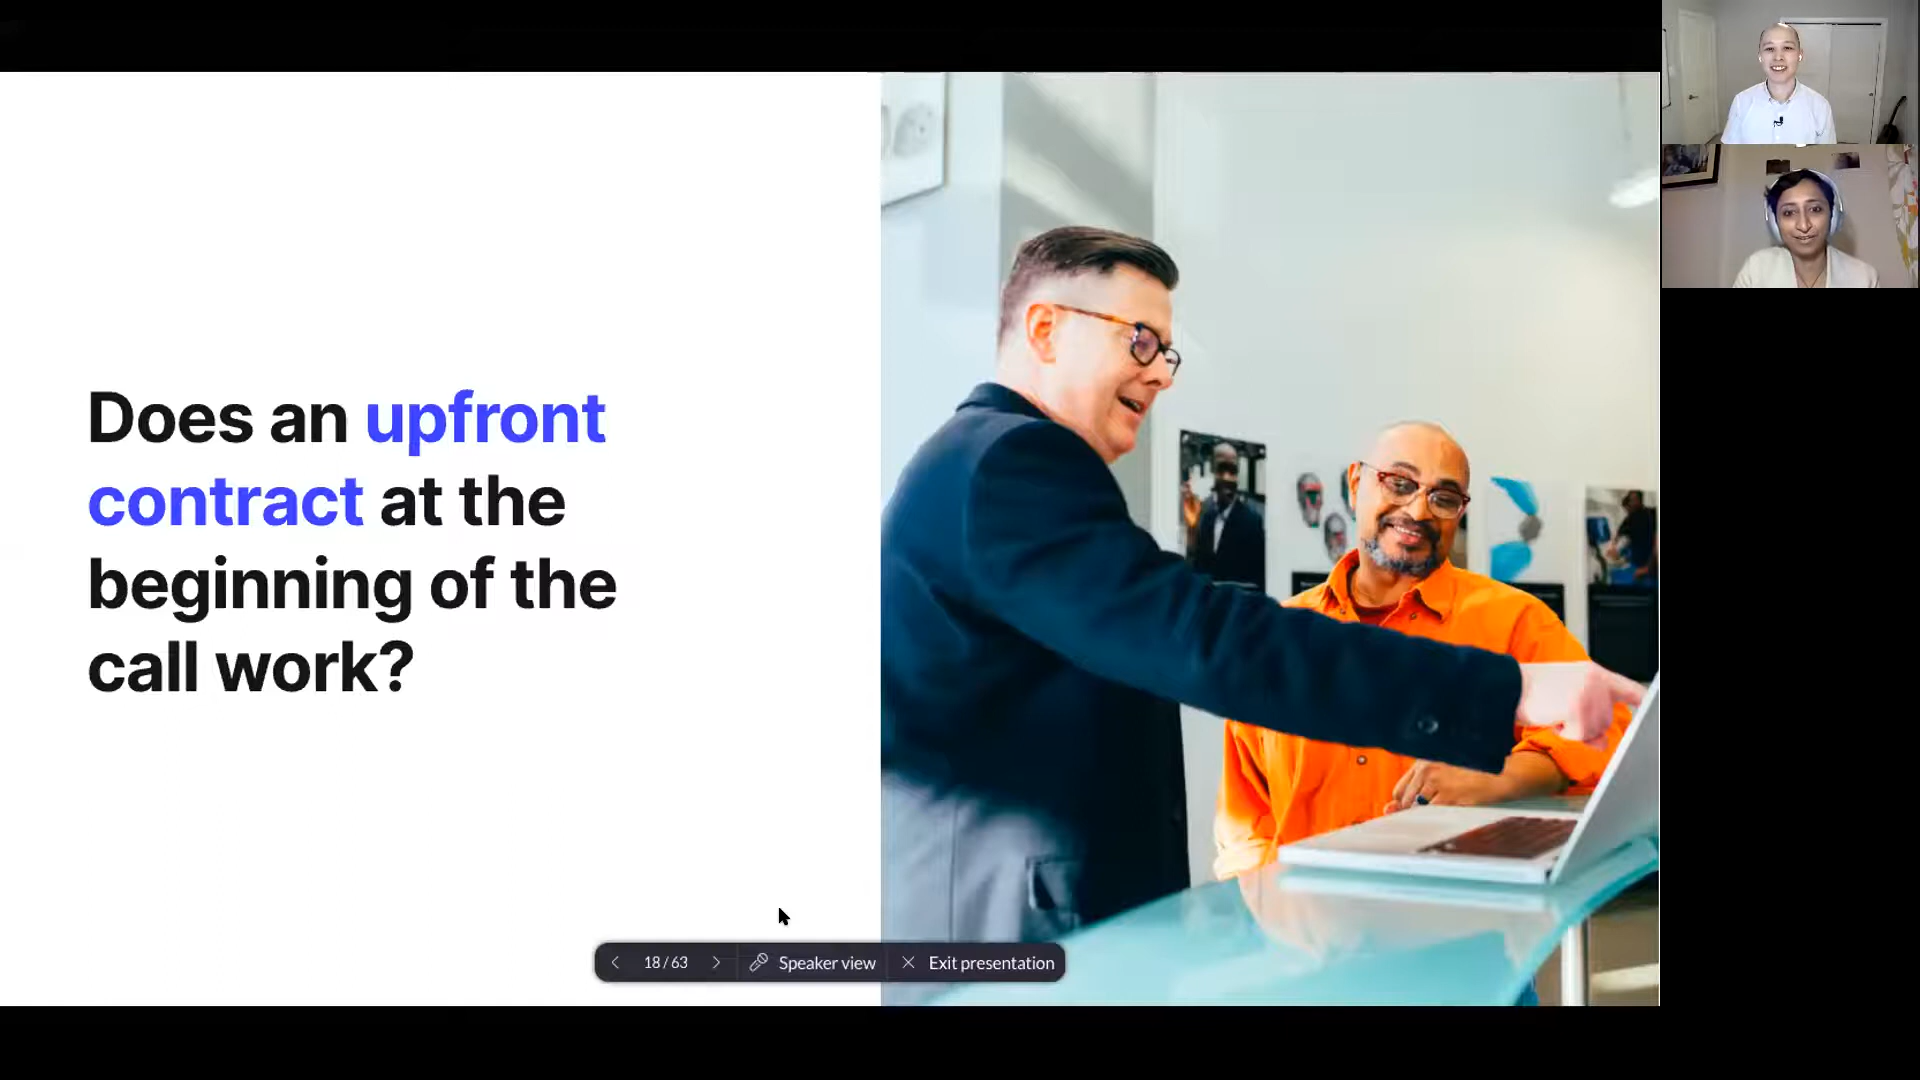 Does an upfront
contract at the
beginning of the
call work?
18 / 63
Speaker view
Exit presentation